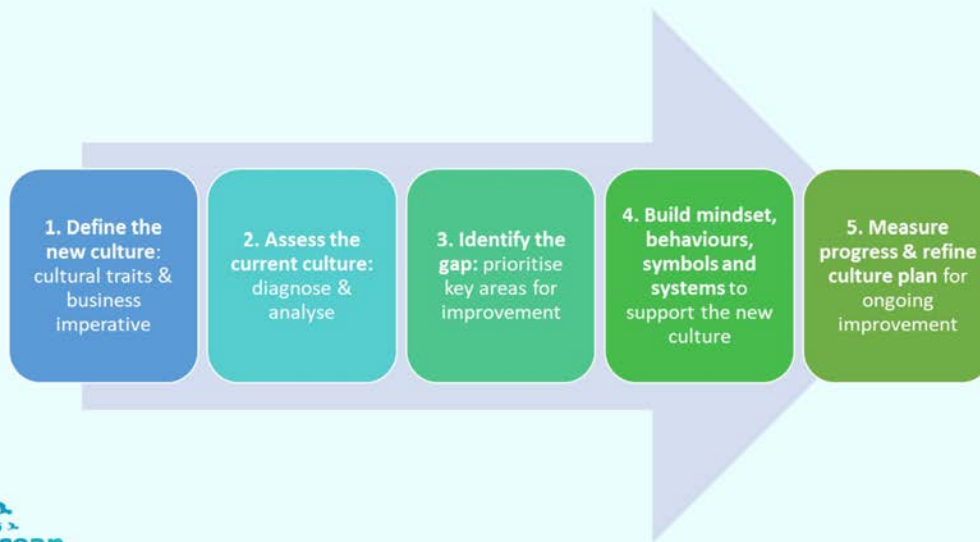 1. Define the
new culture:
cultural traits &
business
imperative
2. Assess the
current culture:
diagnose &
analyse
3. Identify the
gap: prioritise
key areas for
improvement
4. Build mindset,
behaviours,
symbols and
systems to
support the new
culture
5. Measure
progress & refine
culture plan for
ongoing
improvement